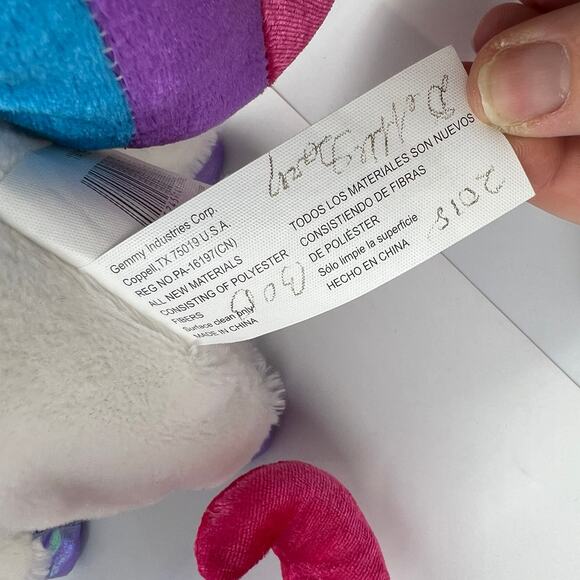 Gemmy Industries Corp.
Coppell, TX 75019 U.S.A.
REG NO.PA-16197(CN)
ALL NEW MATERIALS
CONSISTING OF POLYESTER
FIBERS
Surface clean only
MADE IN CHINA
TODOS LOS MATERIALES SON NUEVOS
CONSISTIENDO DE FIBRAS
DE POLIÉSTER
Sólo limpie la superficie
HECHO EN CHINA
2018